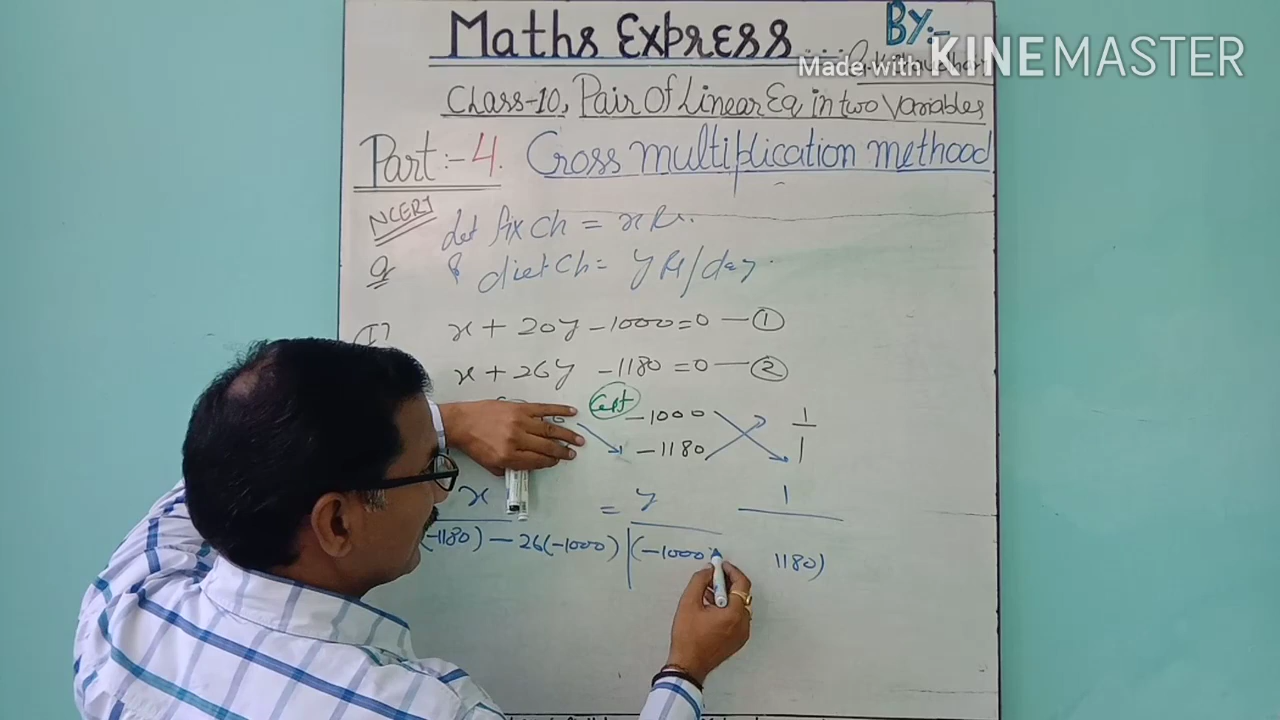 Maths Express.... BY:-
Made with KINEMASTER
Class-10, Pair Of Linear Eq in two Variables
Part:-4. Cross multiplication methood
NCERT
Let fix Ch = x Rs.
Q & diet Ch = y Rs/day.
x + 20y - 1000 = 0 — ①
x + 26y - 1180 = 0 — ②
-1000 1
-1180 1
x = y 1
(-1180) - 26(-1000) (-1000 1180)